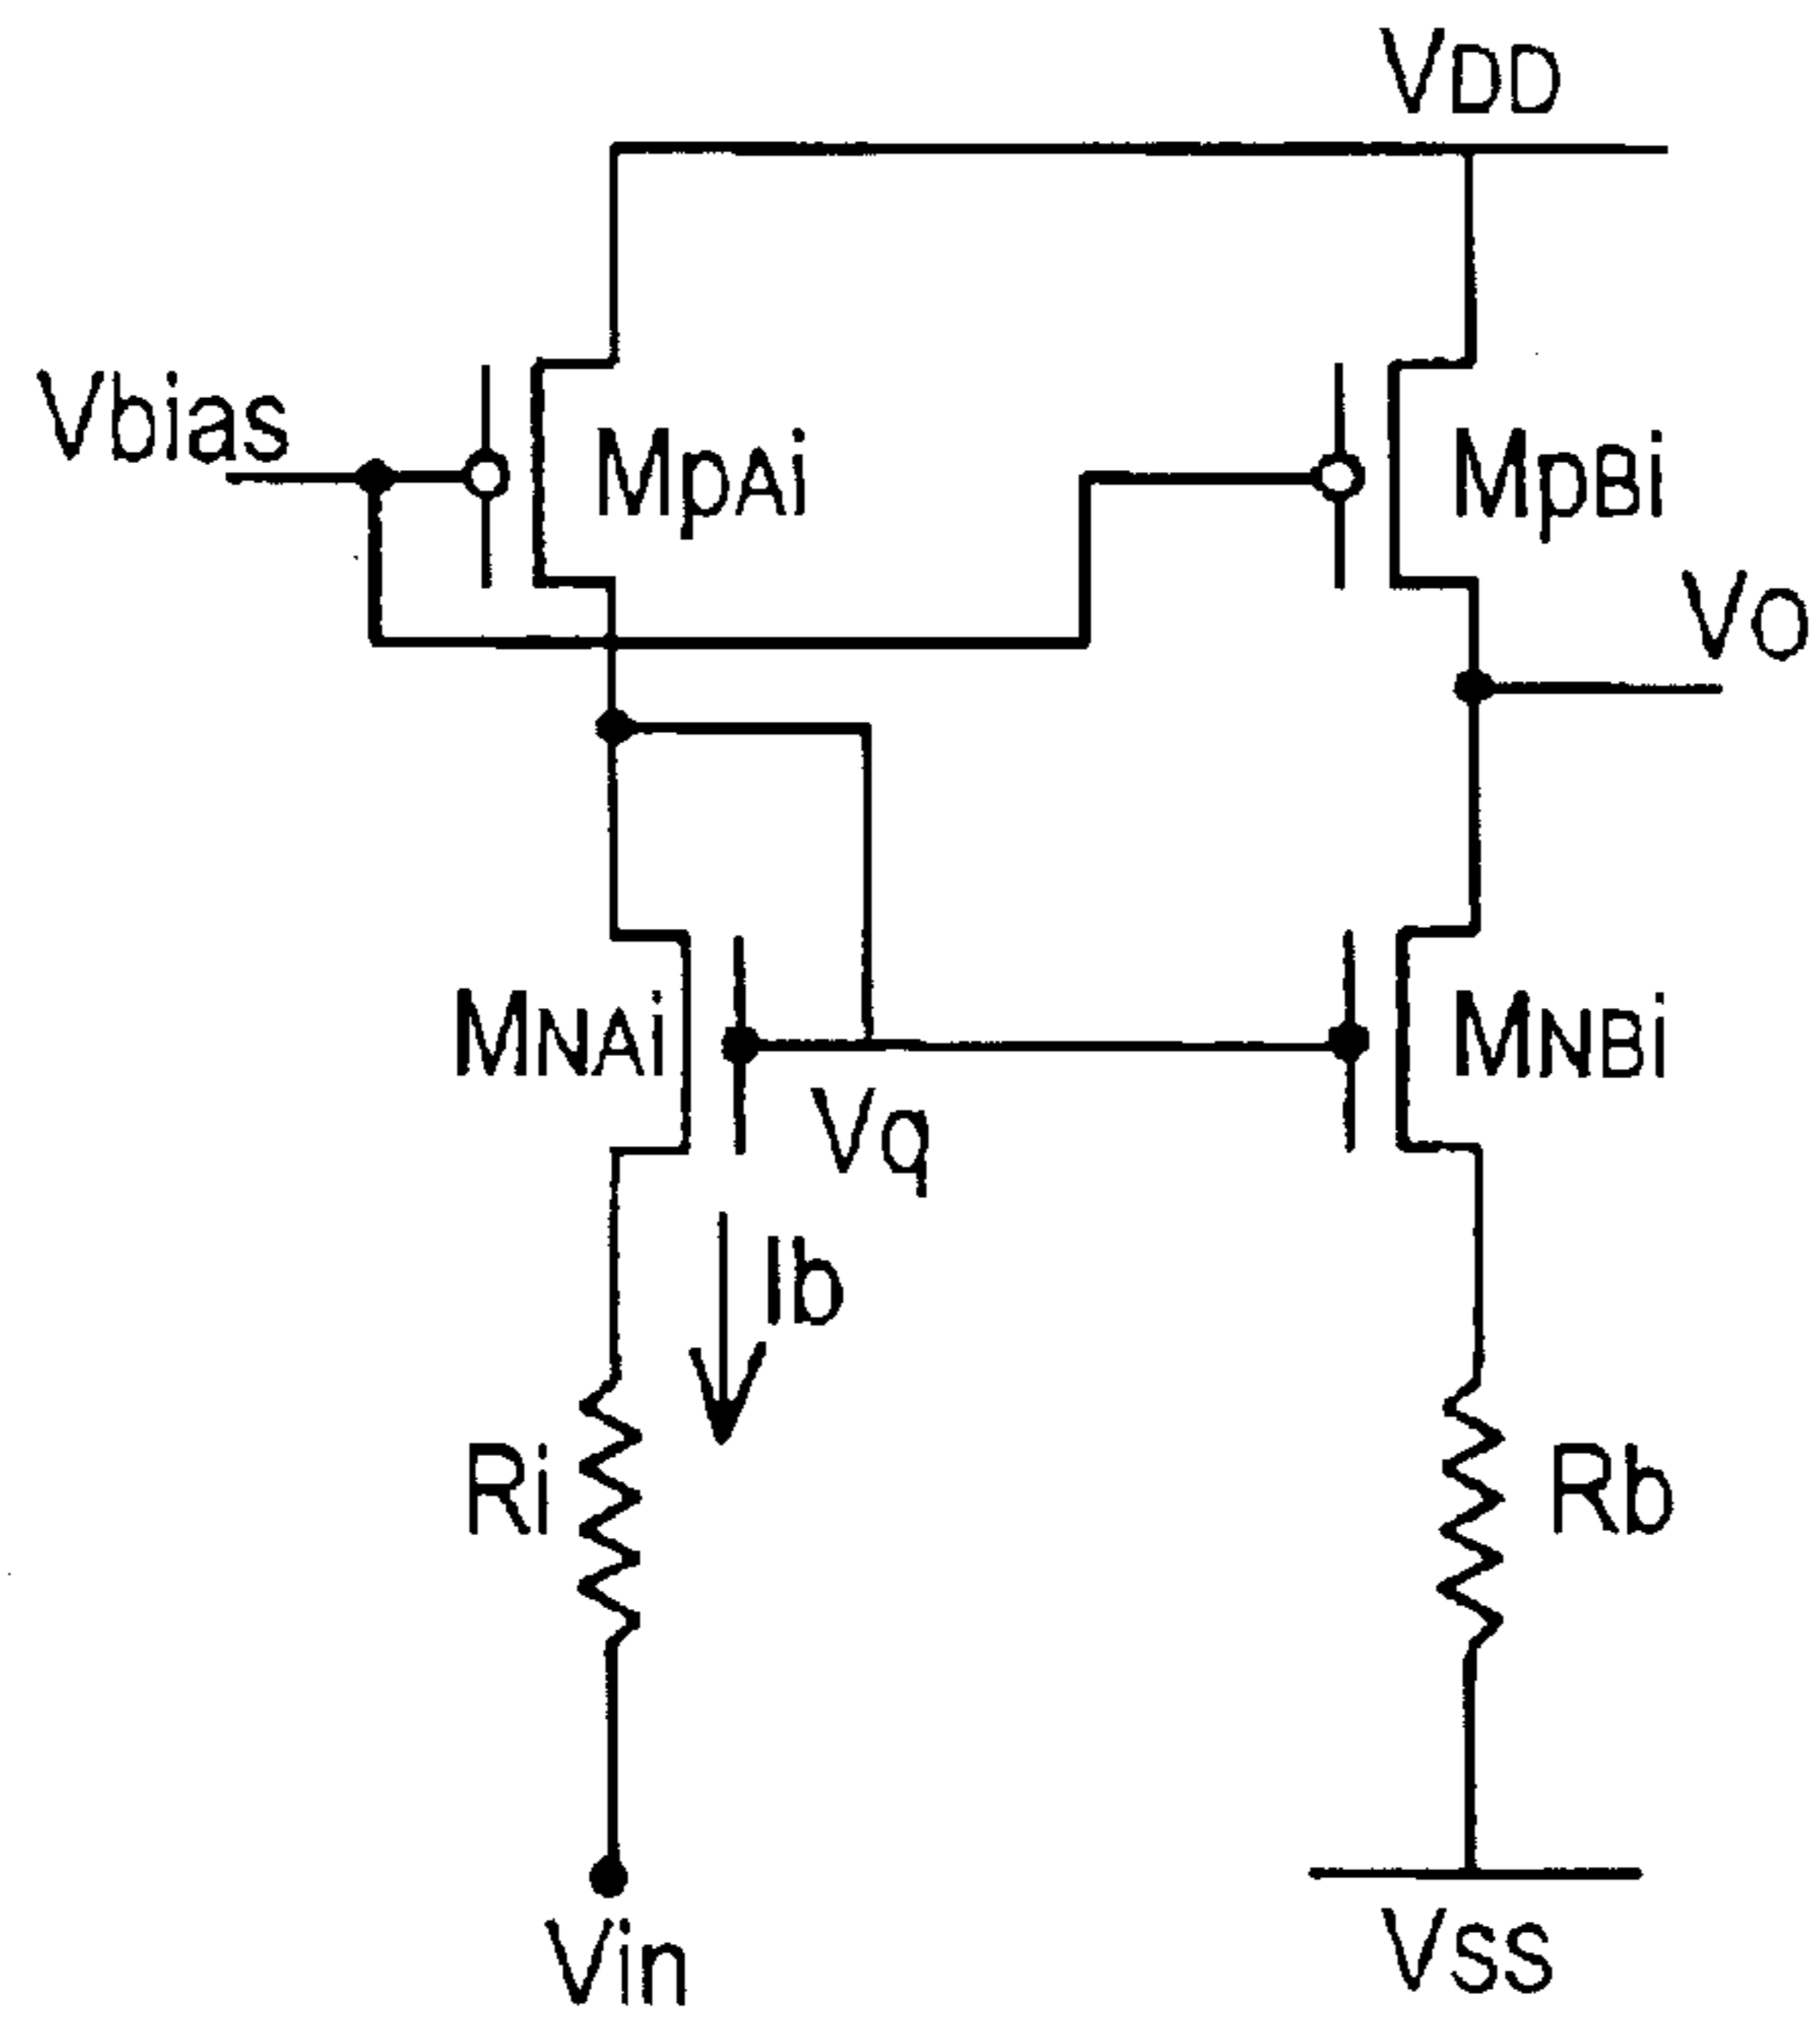 VDD
Vbias
MpAi
MpBi
VO
MNAi
MNBi
Vq
Ib
Ri
Rb
Vin
VSS